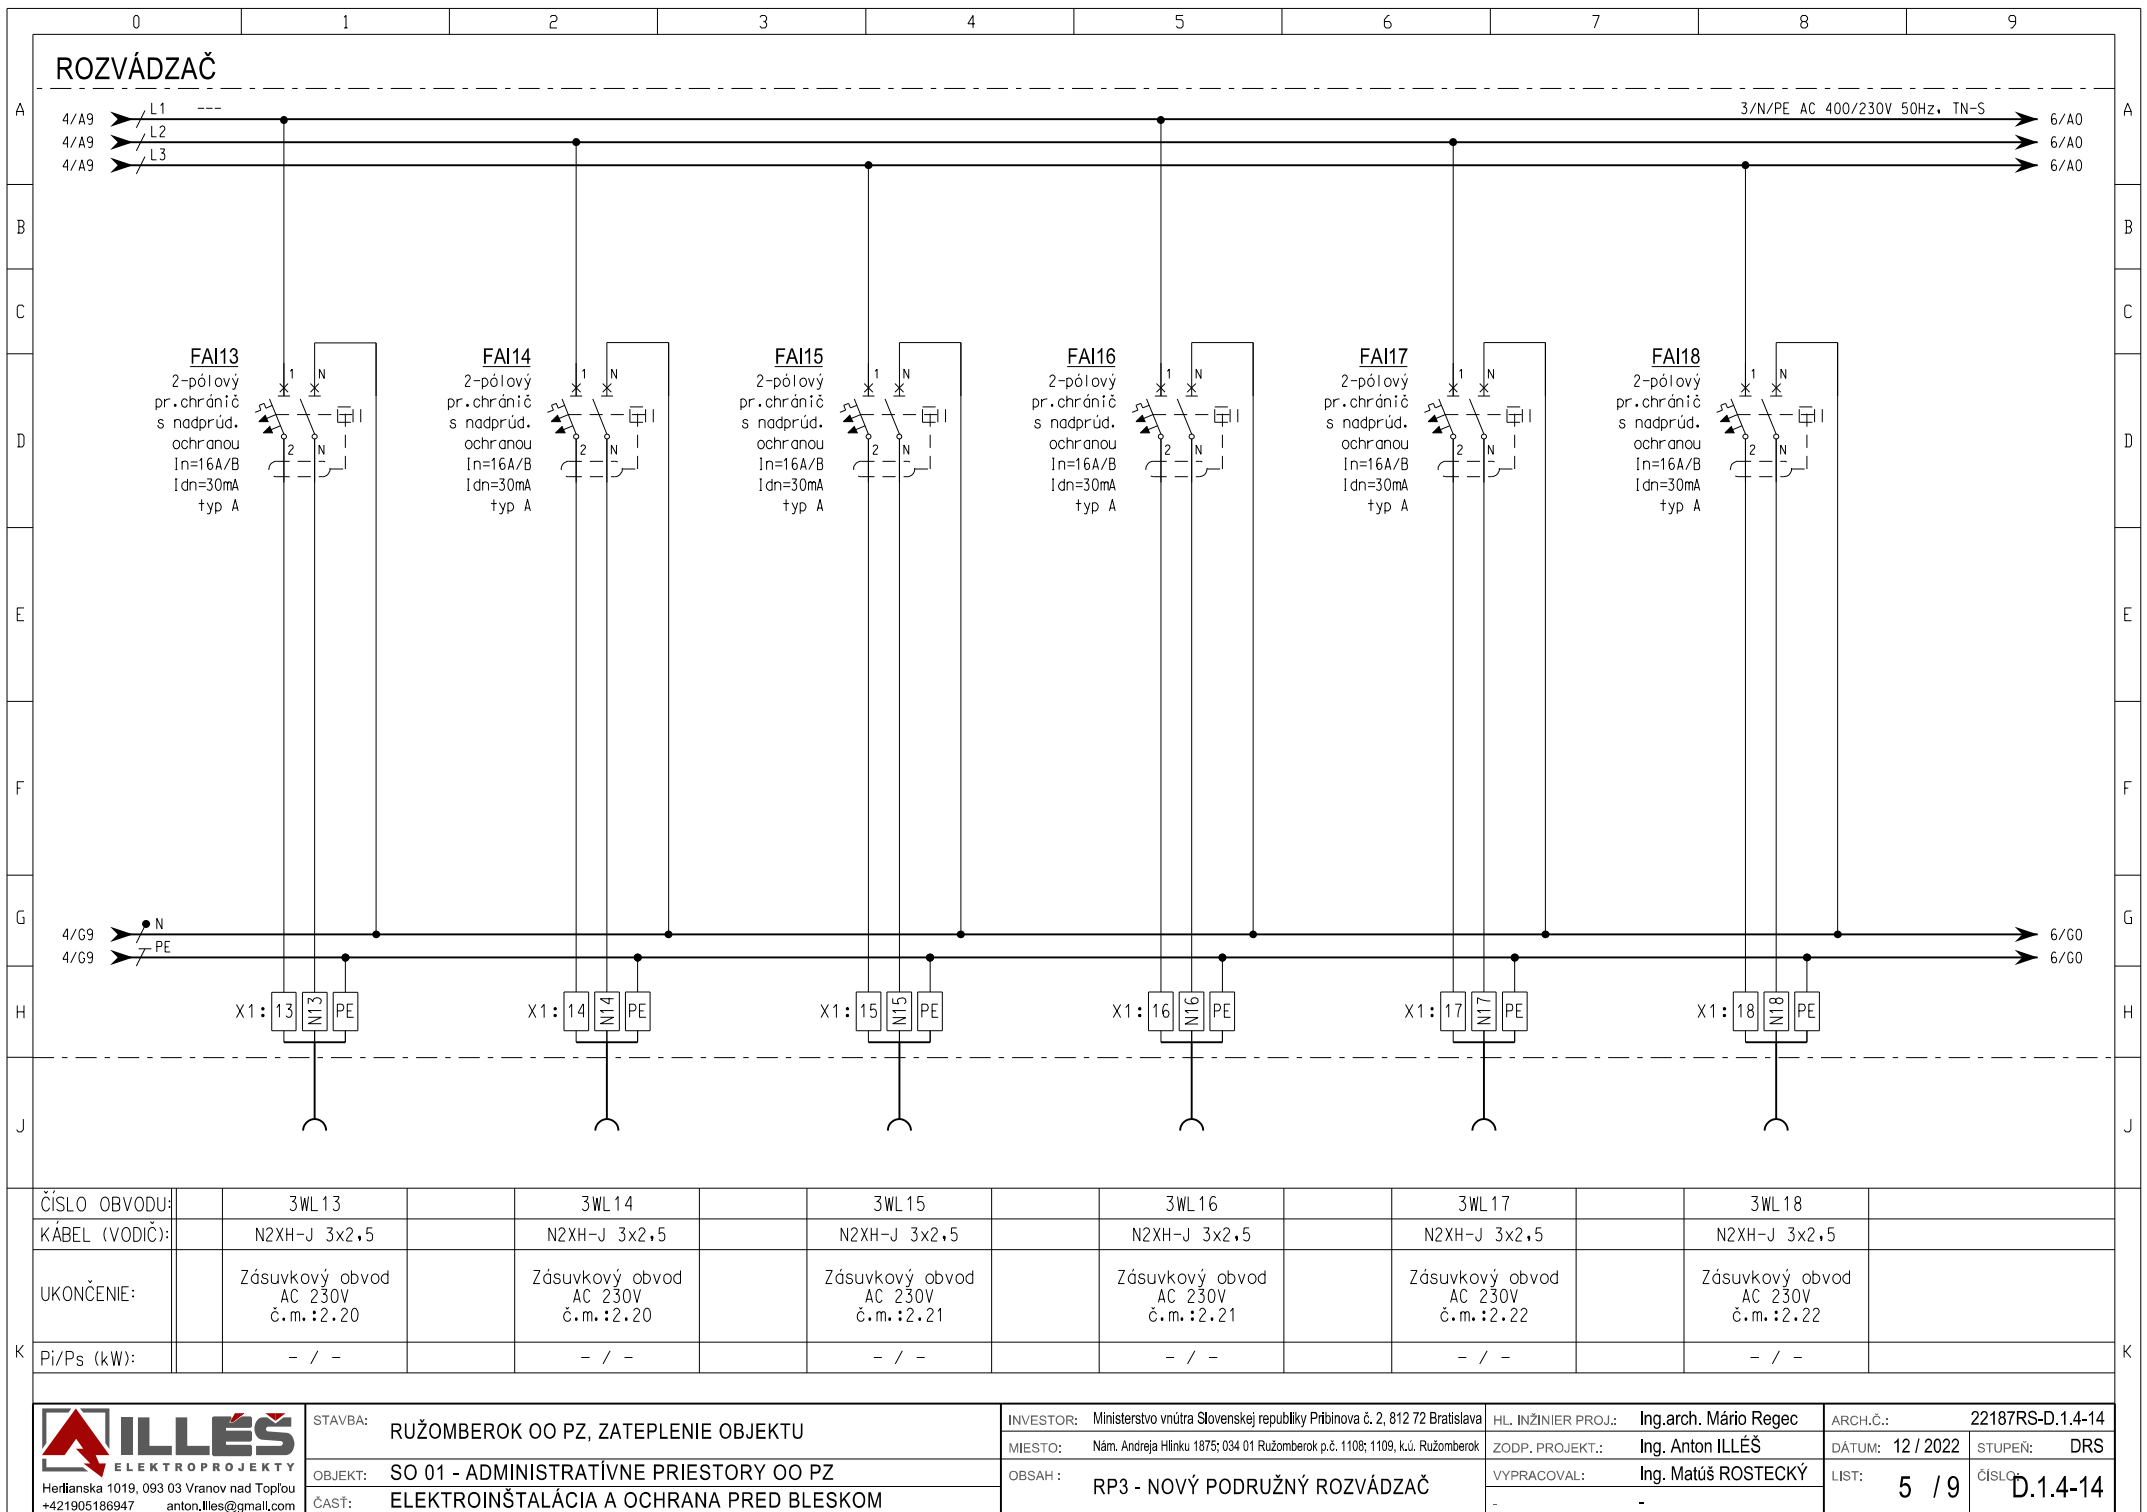 0 1 2 3 4 5 6 7 8 9
ROZVÁDZAČ
A A
4/A9 L1 --- 3/N/PE AC 400/230V 50Hz, TN-S 6/A0
4/A9 L2 6/A0
4/A9 L3 6/A0
B B
C C
D D
FAI13
2-pólový
pr.chránič
s nadprúd.
ochranou
In=16A/B
Idn=30mA
typ A
1 N
2 N
FAI14
2-pólový
pr.chránič
s nadprúd.
ochranou
In=16A/B
Idn=30mA
typ A
1 N
2 N
FAI15
2-pólový
pr.chránič
s nadprúd.
ochranou
In=16A/B
Idn=30mA
typ A
1 N
2 N
FAI16
2-pólový
pr.chránič
s nadprúd.
ochranou
In=16A/B
Idn=30mA
typ A
1 N
2 N
FAI17
2-pólový
pr.chránič
s nadprúd.
ochranou
In=16A/B
Idn=30mA
typ A
1 N
2 N
FAI18
2-pólový
pr.chránič
s nadprúd.
ochranou
In=16A/B
Idn=30mA
typ A
1 N
2 N
E E
F F
G G
4/G9 N 6/G0
4/G9 PE 6/G0
H H
X1: 13 N13 PE X1: 14 N14 PE X1: 15 N15 PE X1: 16 N16 PE X1: 17 N17 PE X1: 18 N18 PE
J J
ČÍSLO OBVODU: 3WL13 3WL14 3WL15 3WL16 3WL17 3WL18
KÁBEL (VODIČ): N2XH-J 3x2,5 N2XH-J 3x2,5 N2XH-J 3x2,5 N2XH-J 3x2,5 N2XH-J 3x2,5 N2XH-J 3x2,5
UKONČENIE:
Zásuvkový obvod Zásuvkový obvod Zásuvkový obvod Zásuvkový obvod Zásuvkový obvod Zásuvkový obvod
AC 230V AC 230V AC 230V AC 230V AC 230V AC 230V
č.m.:2.20 č.m.:2.20 č.m.:2.21 č.m.:2.21 č.m.:2.22 č.m.:2.22
K K
Pi/Ps (kW): - / - - / - - / - - / - - / - - / -
ILLÉŠ
ELEKTROPROJEKTY
Herlianska 1019, 093 03 Vranov nad Topľou
+421905186947 anton.illes@gmail.com
STAVBA: RUŽOMBEROK OO PZ, ZATEPLENIE OBJEKTU
OBJEKT: SO 01 - ADMINISTRATÍVNE PRIESTORY OO PZ
ČASŤ: ELEKTROINŠTALÁCIA A OCHRANA PRED BLESKOM
INVESTOR: Ministerstvo vnútra Slovenskej republiky Pribinova č. 2, 812 72 Bratislava
MIESTO: Nám. Andreja Hlinku 1875; 034 01 Ružomberok p.č. 1108; 1109, k.ú. Ružomberok
OBSAH : RP3 - NOVÝ PODRUŽNÝ ROZVÁDZAČ
HL. INŽINIER PROJ.: Ing.arch. Mário Regec
ZODP. PROJEKT.: Ing. Anton ILLÉŠ
VYPRACOVAL: Ing. Matúš ROSTECKÝ
- -
ARCH.Č.: 22187RS-D.1.4-14
DÁTUM: 12 / 2022 STUPEŇ: DRS
LIST: 5 / 9 ČÍSLO: D.1.4-14